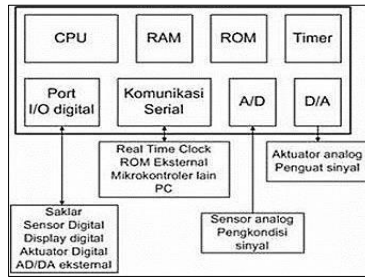 CPU
RAM
ROM
Timer
Port
I/O digital
Komunikasi
Serial
A/D
D/A
Real Time Clock
ROM Eksternal
Mikrokontroler lain
PC
Aktuator analog
Penguat sinyal
Saklar
Sensor Digital
Display digital
Aktuator Digital
AD/DA eksternal
Sensor analog
Pengkondisi
sinyal